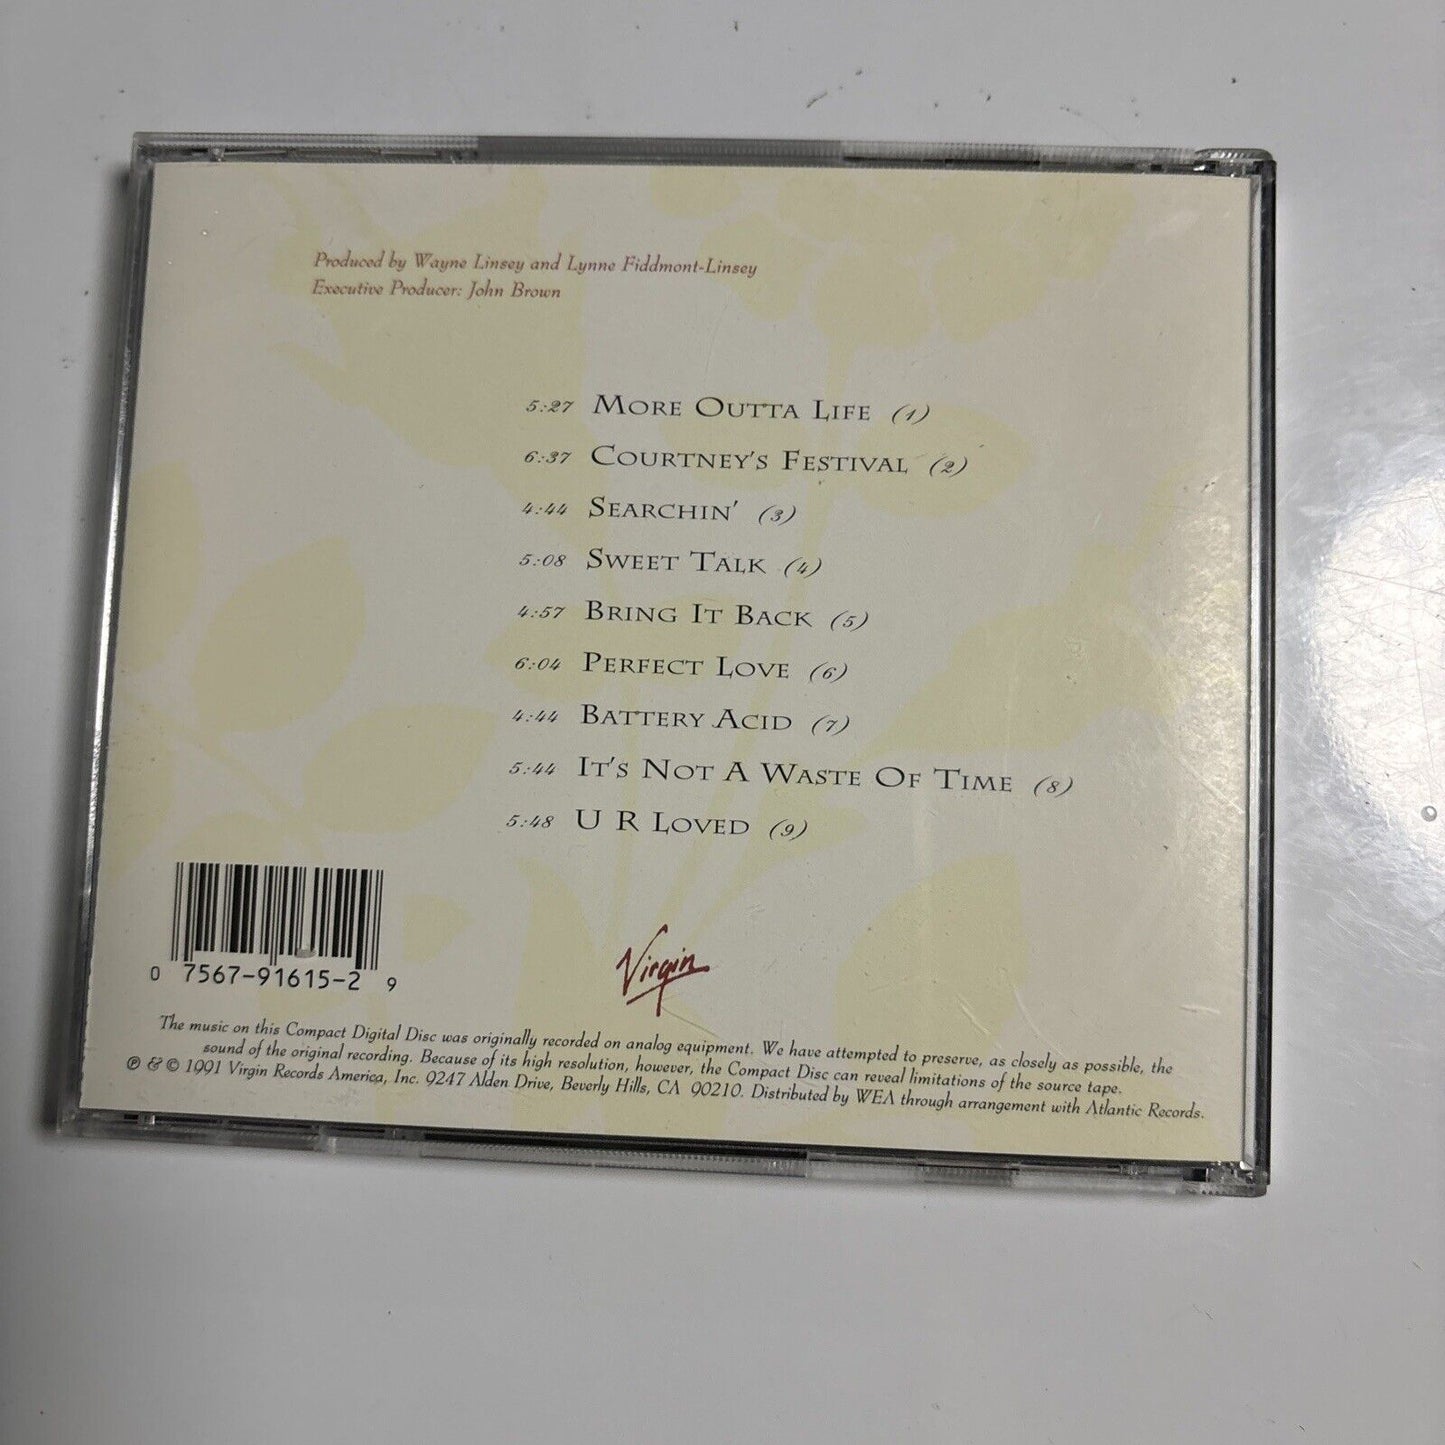 Produced by Wayne Linsey and Lynne Fiddmont-Linsey
Executive Producer: John Brown
5:27 MORE OUTTA LIFE (1)
6:37 COURTNEY'S FESTIVAL (2)
4:44 SEARCHIN' (3)
5:08 SWEET TALK (4)
4:57 BRING IT BACK (5)
6:04 PERFECT LOVE (6)
4:44 BATTERY ACID (7)
5:44 IT'S NOT A WASTE OF TIME (8)
5:48 U R LOVED (9)
0 7567-91615-2 9
Virgin
The music on this Compact Digital Disc was originally recorded on analog equipment. We have attempted to preserve, as closely as possible, the
sound of the original recording. Because of its high resolution, however, the Compact Disc can reveal limitations of the source tape.
℗ & © 1991 Virgin Records America, Inc. 9247 Alden Drive, Beverly Hills, CA 90210. Distributed by WEA through arrangement with Atlantic Records.